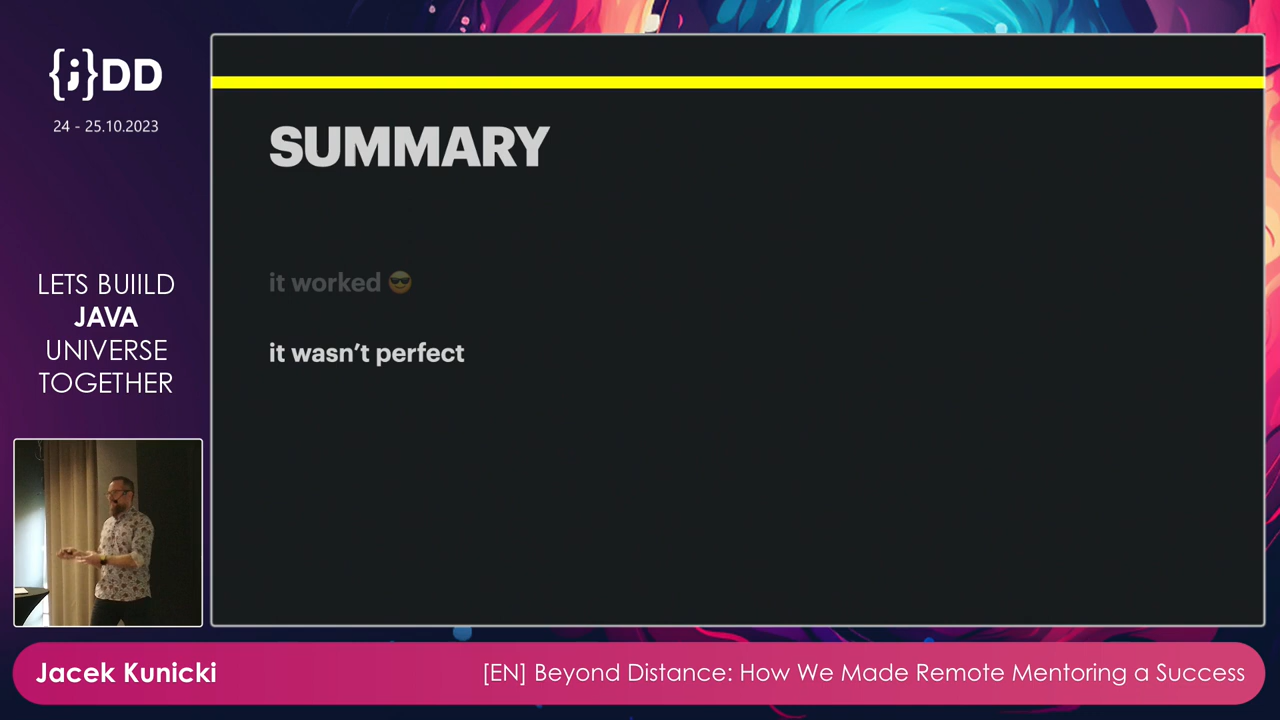 {j}DD
24 - 25.10.2023
LETS BUIILD
JAVA
UNIVERSE
TOGETHER
SUMMARY
it worked 😎
it wasn’t perfect
Jacek Kunicki
[EN] Beyond Distance: How We Made Remote Mentoring a Success